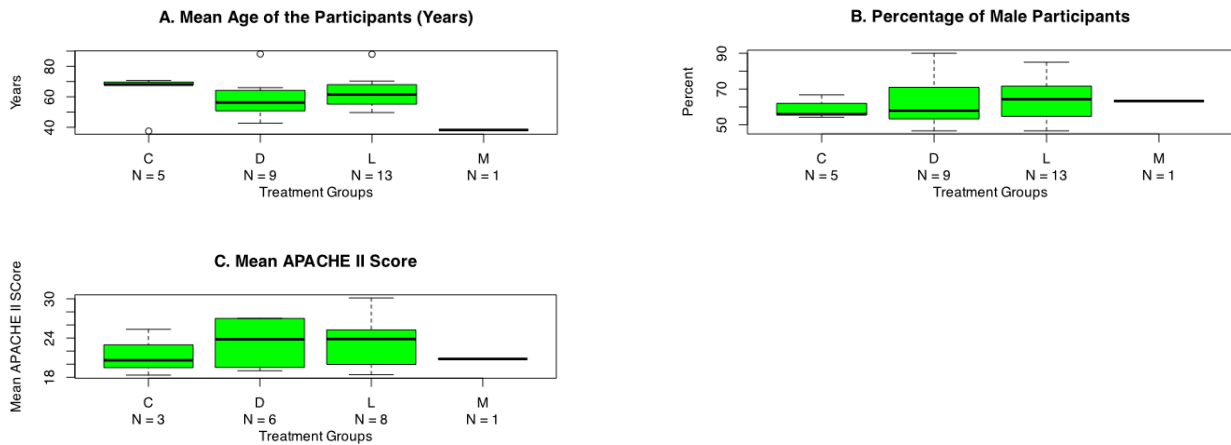 A. Mean Age of the Participants (Years)
Years
80
60
40
C D L M
N = 5 N = 9 N = 13 N = 1
Treatment Groups
B. Percentage of Male Participants
Percent
90
70
50
C D L M
N = 5 N = 9 N = 13 N = 1
Treatment Groups
C. Mean APACHE II Score
Mean APACHE II SCore
30
24
18
C D L M
N = 3 N = 6 N = 8 N = 1
Treatment Groups